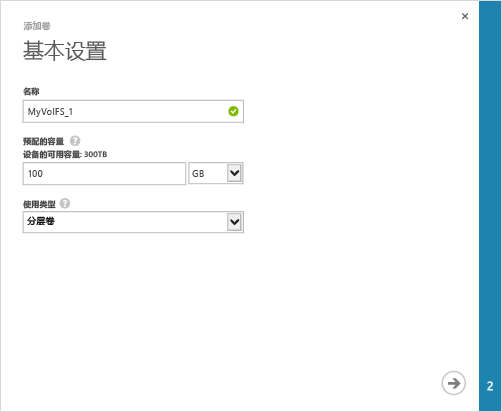 添加卷
基本设置
名称
MyVolFS_1
预配的容量 ?
设备的可用容量: 300TB
100 GB
使用类型 ?
分层卷
2